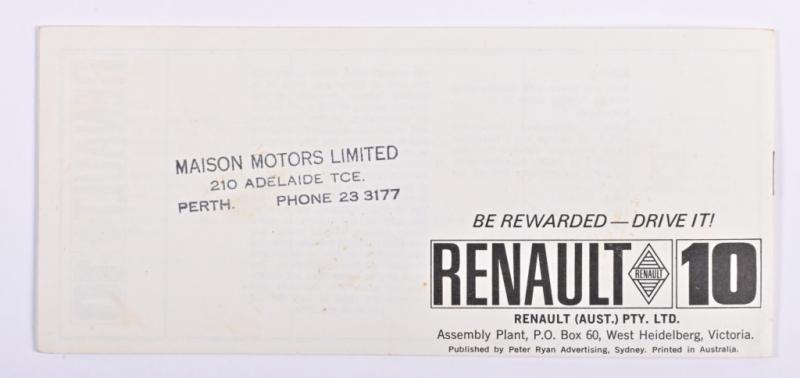 MAISON MOTORS LIMITED
210 ADELAIDE TCE.
PERTH. PHONE 23 3177
BE REWARDED — DRIVE IT!
RENAULT RENAULT 10
RENAULT (AUST.) PTY. LTD.
Assembly Plant, P.O. Box 60, West Heidelberg, Victoria.
Published by Peter Ryan Advertising, Sydney. Printed in Australia.